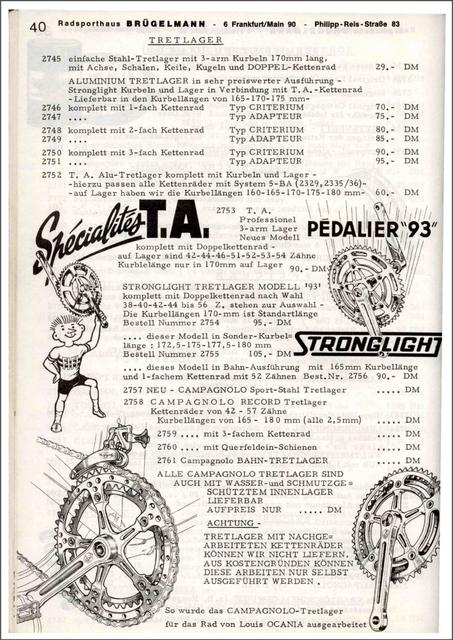 40 Radsporthaus BRÜGELMANN - 6 Frankfurt/Main 90 - Philipp-Reis-Straße 83
TRETLAGER
2745 einfache Stahl-Tretlager mit 3-arm Kurbeln 170mm lang,
mit Achse, Schalen, Keile, Kugeln und DOPPEL-Kettenrad 29.- DM
ALUMINIUM TRETLAGER in sehr preiswerter Ausführung -
Stronglight Kurbeln und Lager in Verbindung mit T.A.-Kettenrad
-Lieferbar in den Kurbellängen von 165-170-175 mm-
2746 komplett mit 1-fach Kettenrad Typ CRITERIUM 70.- DM
2747 .... Typ ADAPTEUR 75.- DM
2748 komplett mit 2-fach Kettenrad Typ CRITERIUM 80.- DM
2749 .... Typ ADAPTEUR 85.- DM
2750 komplett mit 3-fach Kettenrad Typ CRITERIUM 90.- DM
2751 .... Typ ADAPTEUR 95.- DM
2752 T. A. Alu-Tretlager komplett mit Kurbeln und Lager -
-hierzu passen alle Kettenräder mit System 5-BA (2329,2335/36)-
-auf Lager haben wir die Kurbellängen 160-165-170-175-180 mm- 60.- DM
Spécialités T.A.
2753 T. A.
Professionel
3-arm Lager
Neues Modell
PÉDALIER "93"
komplett mit Doppelkettenrad -
auf Lager sind 42-44-46-51-52-53-54 Zähne
Kurbellänge nur in 170mm auf Lager 90.- DM
STRONGLIGHT TRETLAGER MODELL '93'
komplett mit Doppelkettenrad nach Wahl
38-40-42-44 bis 56 Z. stehen zur Auswahl -
Die Kurbellängen 170-mm ist Standartlänge
Bestell Nummer 2754 95.- DM
.... dieser Modell in Sonder-Kurbel=
länge : 172,5-175-177,5-180 mm
Bestell Nummer 2755 105.- DM
STRONGLIGHT
.... dieses Modell in Bahn-Ausführung mit 165mm Kurbellänge
und 1-fachem Kettenrad mit 52 Zähnen Best.Nr. 2756 90.- DM
2757 NEU - CAMPAGNOLO Sport-Stahl Tretlager ..... DM
2758 CAMPAGNOLO RECORD Tretlager
Kettenräder von 42 - 57 Zähne
Kurbellängen von 165 - 180 mm (alle 2,5mm) ..... DM
2759 .... mit 3-fachem Kettenrad ..... DM
2760 .... mit Querfeldein-Schienen ..... DM
2761 Campagnolo BAHN-TRETLAGER ..... DM
ALLE CAMPAGNOLO TRETLAGER SIND
AUCH MIT WASSER-und SCHMUTZGE=
SCHÜTZTEM INNENLAGER
LIEFERBAR
AUFPREIS NUR ..... DM
ACHTUNG -
TRETLAGER MIT NACHGE=
ARBEITETEN KETTENRÄDER
KÖNNEN WIR NICHT LIEFERN.
AUS KOSTENGRÜNDEN KÖNNEN
DIESE ARBEITEN NUR SELBST
AUSGEFÜHRT WERDEN .
So wurde das CAMPAGNOLO-Tretlager
für das Rad von Louis OCANIA ausgearbeitet